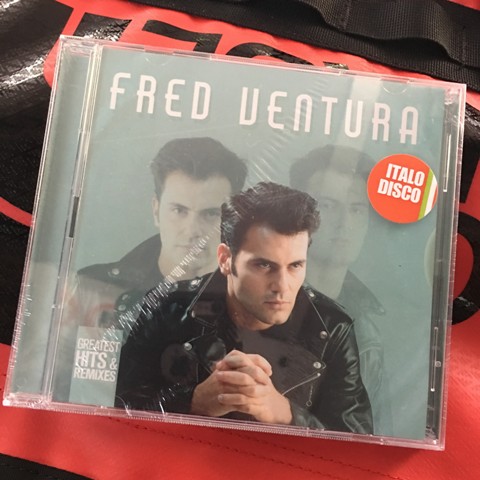 FRED VENTURA
ITALO
DISCO
GREATEST
HITS &
REMIXES